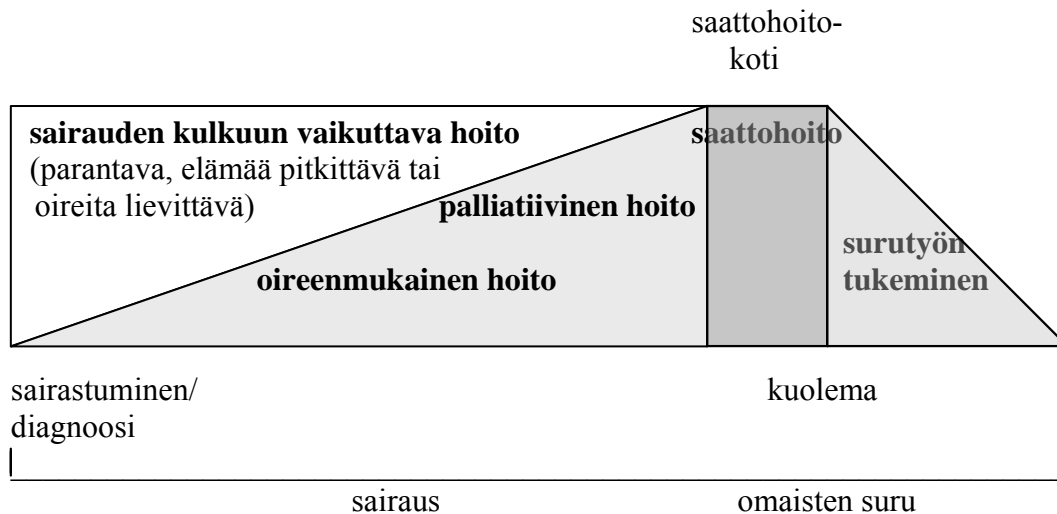 saattohoito-
koti
sairauden kulkuun vaikuttava hoito
(parantava, elämää pitkittävä tai
oireita lievittävä)
saattohoito
palliatiivinen hoito
oireenmukainen hoito
surutyön
tukeminen
sairastuminen/
diagnoosi
kuolema
sairaus
omaisten suru